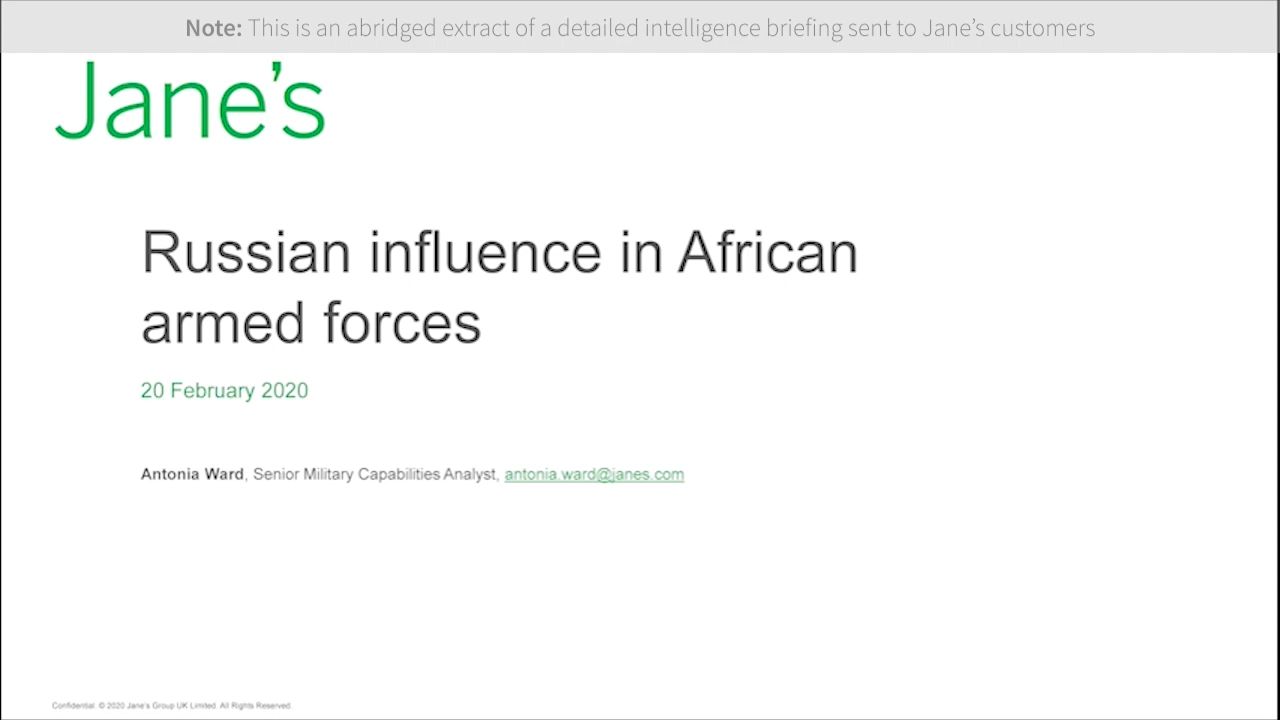 Note: This is an abridged extract of a detailed intelligence briefing sent to Jane’s customers
Jane’s
Russian influence in African
armed forces
20 February 2020
Antonia Ward, Senior Military Capabilities Analyst, antonia.ward@janes.com
Confidential. © 2020 Jane's Group UK Limited. All Rights Reserved.